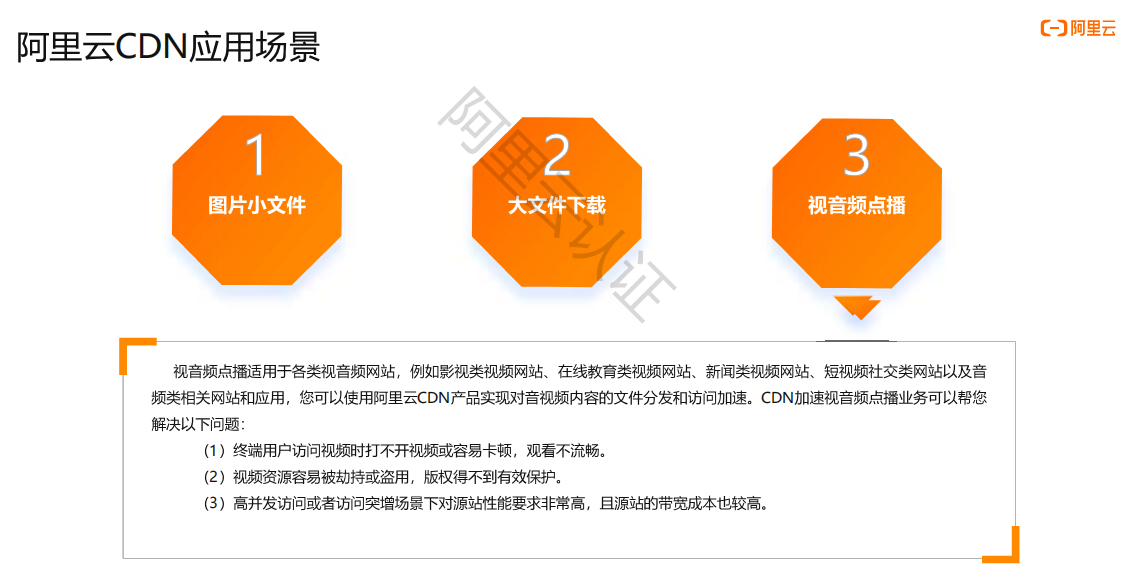 阿里云CDN应用场景
阿里云
1
图片小文件
2
大文件下载
3
视音频点播
阿里云认证
视音频点播适用于各类视音频网站，例如影视类视频网站、在线教育类视频网站、新闻类视频网站、短视频社交类网站以及音
频类相关网站和应用，您可以使用阿里云CDN产品实现对音视频内容的文件分发和访问加速。CDN加速视音频点播业务可以帮您
解决以下问题：
（1）终端用户访问视频时打不开视频或容易卡顿，观看不流畅。
（2）视频资源容易被劫持或盗用，版权得不到有效保护。
（3）高并发访问或者访问突增场景下对源站性能要求非常高，且源站的带宽成本也较高。